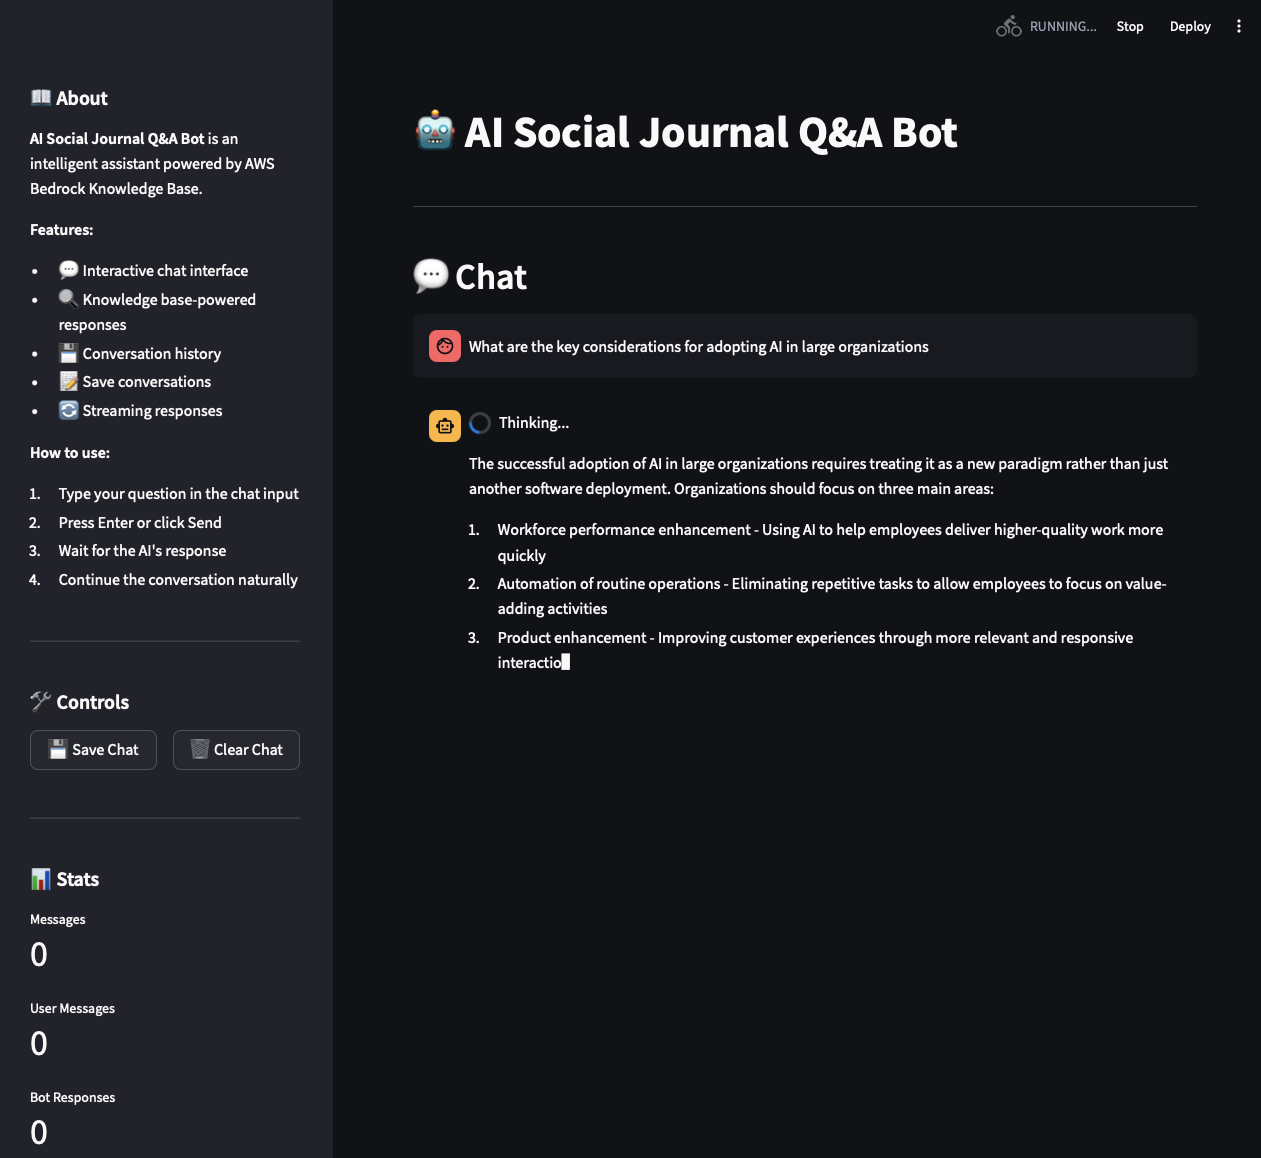 RUNNING...
Stop
Deploy
About
AI Social Journal Q&A Bot is an
intelligent assistant powered by AWS
Bedrock Knowledge Base.
Features:
• Interactive chat interface
• Knowledge base-powered
responses
• Conversation history
• Save conversations
• Streaming responses
How to use:
1. Type your question in the chat input
2. Press Enter or click Send
3. Wait for the AI's response
4. Continue the conversation naturally
Controls
Save Chat
Clear Chat
Stats
Messages
0
User Messages
0
Bot Responses
0
AI Social Journal Q&A Bot
Chat
What are the key considerations for adopting AI in large organizations
Thinking...
The successful adoption of AI in large organizations requires treating it as a new paradigm rather than just
another software deployment. Organizations should focus on three main areas:
1. Workforce performance enhancement - Using AI to help employees deliver higher-quality work more
quickly
2. Automation of routine operations - Eliminating repetitive tasks to allow employees to focus on value-
adding activities
3. Product enhancement - Improving customer experiences through more relevant and responsive
interactio